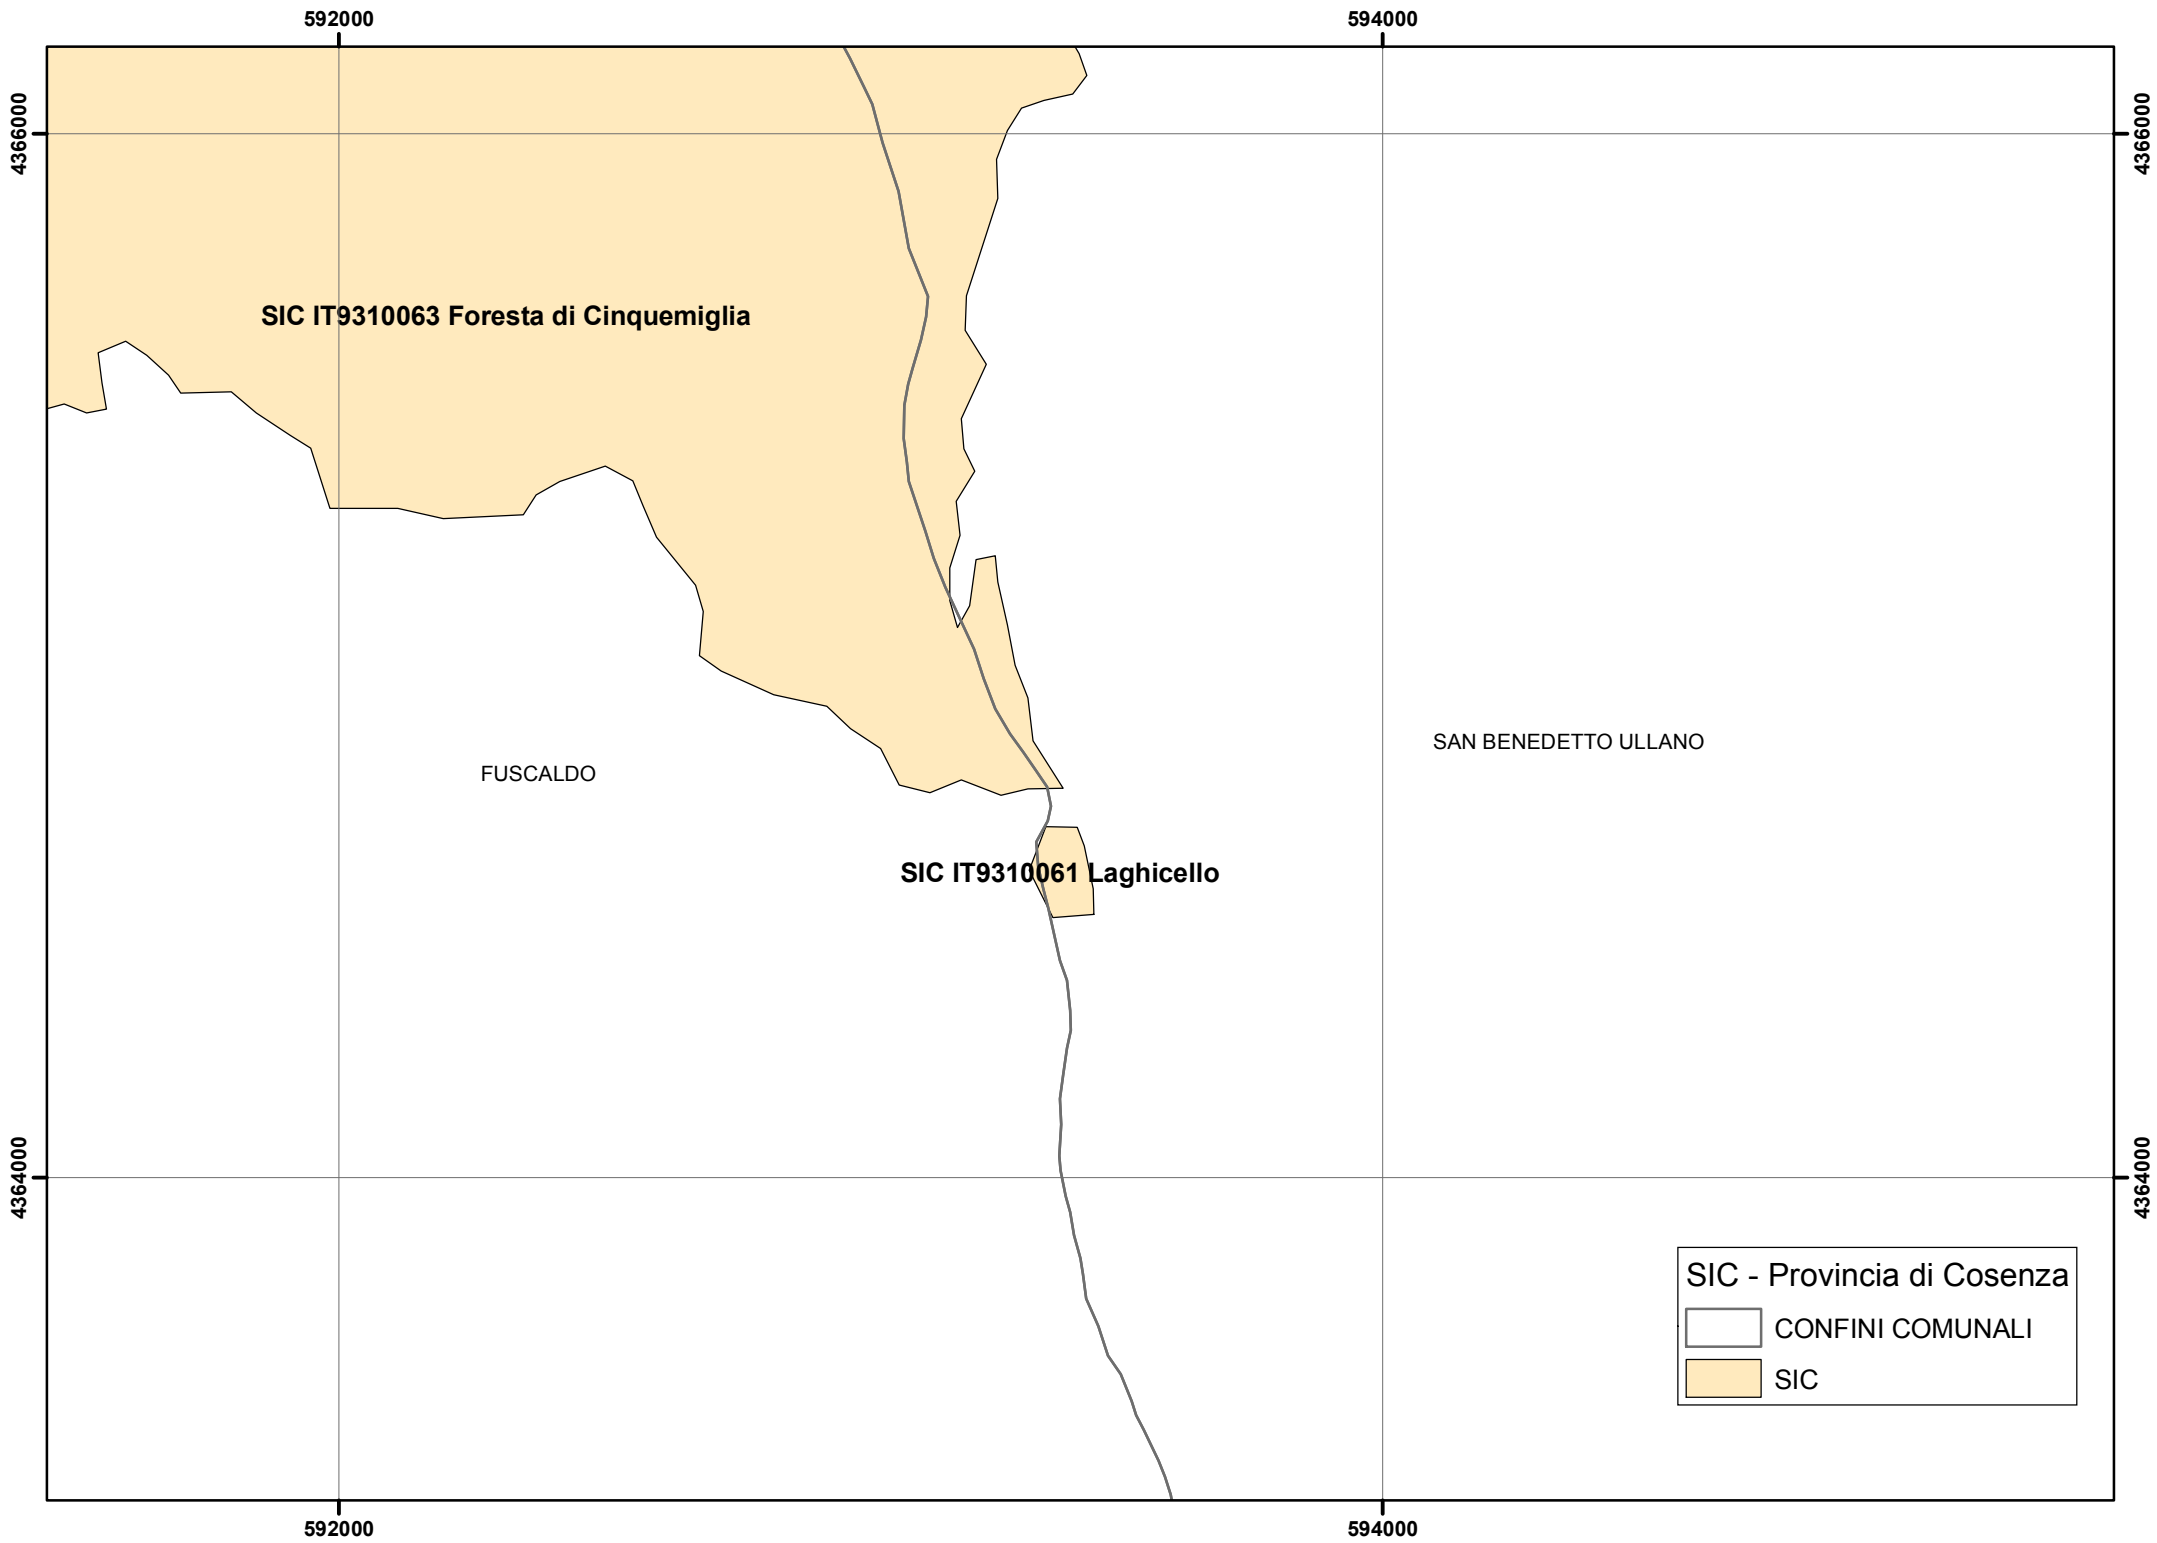 592000
594000
4366000
4366000
SIC IT9310063 Foresta di Cinquemiglia
SAN BENEDETTO ULLANO
FUSCALDO
SIC IT9310061 Laghicello
4364000
4364000
SIC - Provincia di Cosenza
CONFINI COMUNALI
SIC
592000
594000